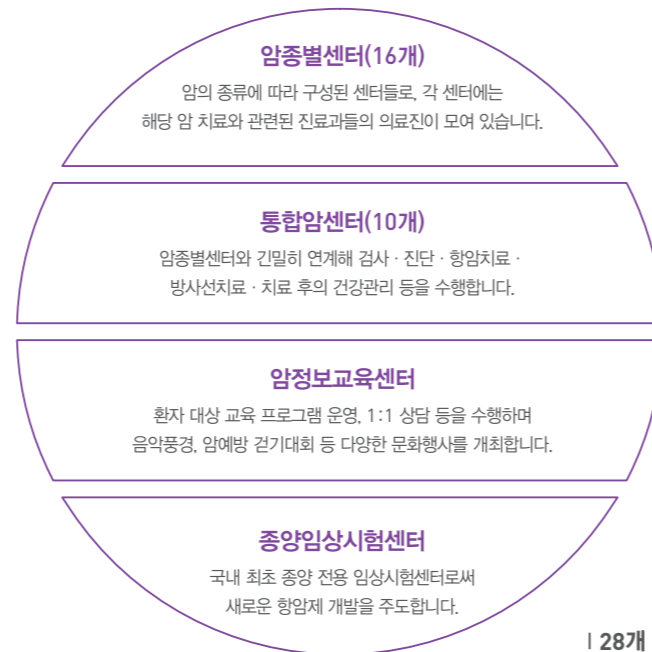 암종별센터(16개)
암의 종류에 따라 구성된 센터들로, 각 센터에는
해당 암 치료와 관련된 진료과들의 의료진이 모여 있습니다.
통합암센터(10개)
암종별센터와 긴밀히 연계해 검사 · 진단 · 항암치료 ·
방사선치료 · 치료 후의 건강관리 등을 수행합니다.
암정보교육센터
환자 대상 교육 프로그램 운영, 1:1 상담 등을 수행하며
음악풍경, 암예방 걷기대회 등 다양한 문화행사를 개최합니다.
종양임상시험센터
국내 최초 종양 전용 임상시험센터로써
새로운 항암제 개발을 주도합니다.
| 28개